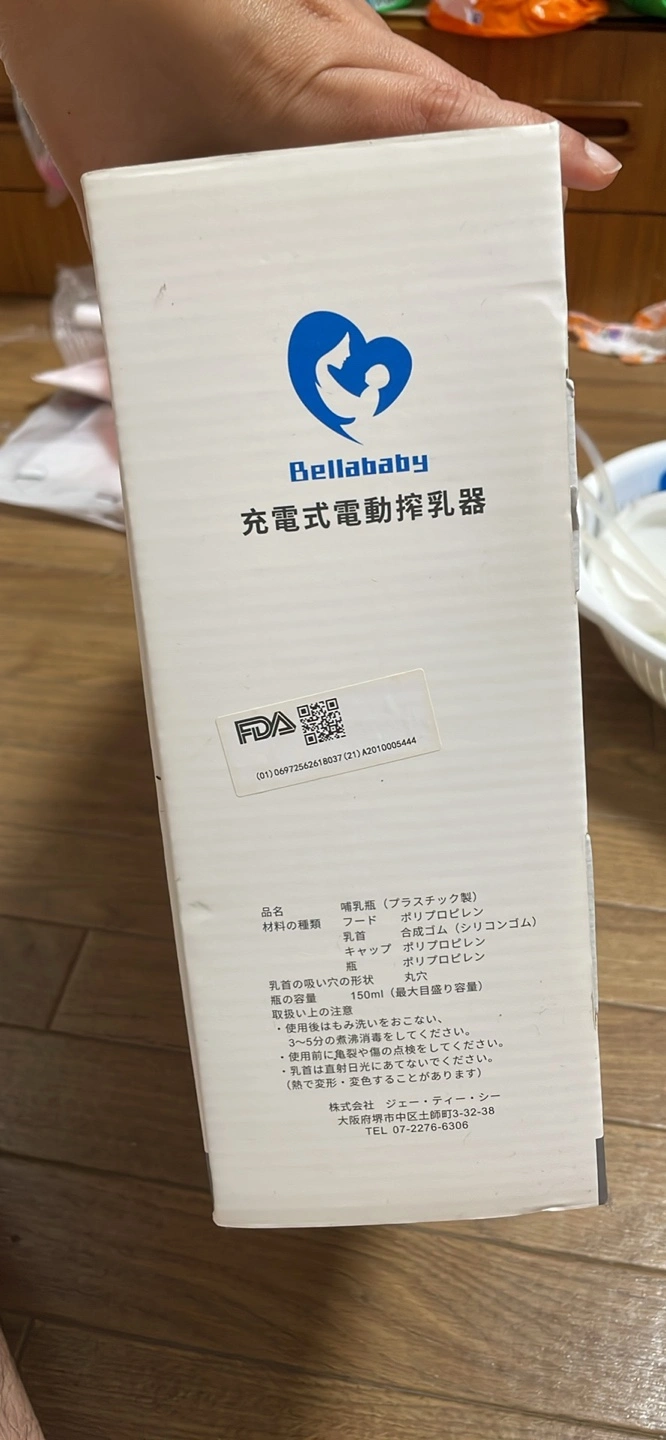 Bellababy
充電式電動搾乳器
FDA
(01)06972562618037(21)A2010005444
品名 哺乳瓶（プラスチック製）
材料の種類 フード ポリプロピレン
乳首 合成ゴム（シリコンゴム）
キャップ ポリプロピレン
瓶 ポリプロピレン
乳首の吸い穴の形状 丸穴
瓶の容量 150ml（最大目盛り容量）
取扱い上の注意
・使用後はもみ洗いをおこない、
3〜5分の煮沸消毒をしてください。
・使用前に亀裂や傷の点検をしてください。
・乳首は直射日光にあてないでください。
（熱で変形・変色することがあります）
株式会社 ジェー・ティー・シー
大阪府堺市中区土師町3-32-38
TEL 07-2276-6306